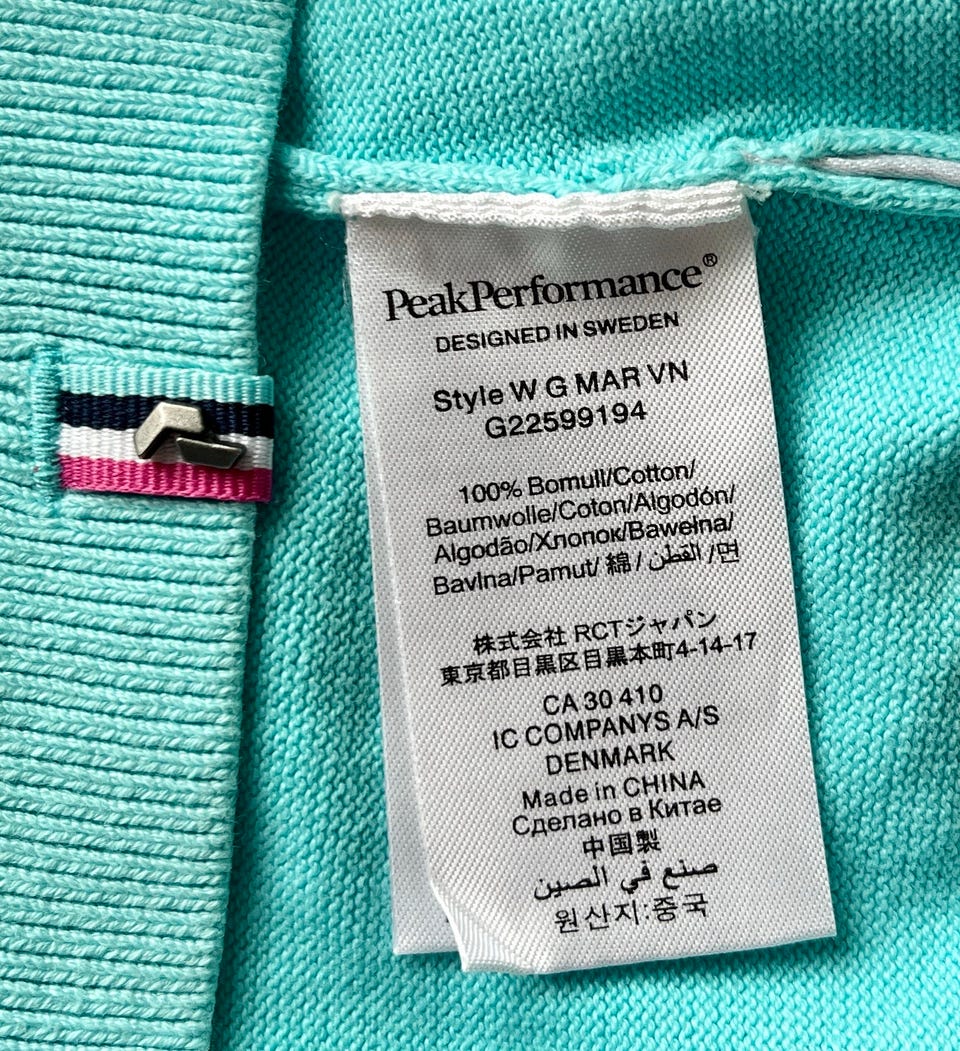 PeakPerformance®
DESIGNED IN SWEDEN
Style W G MAR VN
G22599194
100% Bomull/Cotton/
Baumwolle/Coton/Algodón/
Algodão/Хлопок/Bawełna/
Bavlna/Pamut/ 綿 / القطن /면
株式会社 RCTジャパン
東京都目黒区目黒本町4-14-17
CA 30 410
IC COMPANYS A/S
DENMARK
Made in CHINA
Сделано в Китае
中国製
صنع في الصين
원산지:중국